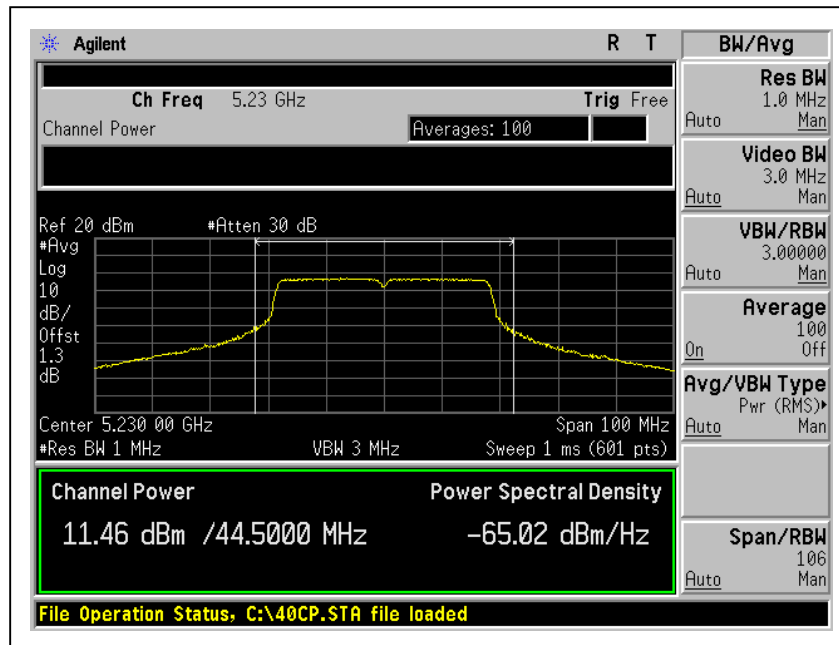 Agilent R T
Ch Freq 5.23 GHz Trig Free
Channel Power Averages: 100
Ref 20 dBm #Atten 30 dB
#Avg
Log
10
dB/
Offst
1.3
dB
Center 5.230 00 GHz Span 100 MHz
#Res BW 1 MHz VBW 3 MHz Sweep 1 ms (601 pts)
Channel Power Power Spectral Density
11.46 dBm /44.5000 MHz -65.02 dBm/Hz
File Operation Status, C:\40CP.STA file loaded
BW/Avg
Res BW
1.0 MHz
Auto Man
Video BW
3.0 MHz
Auto Man
VBW/RBW
3.00000
Auto Man
Average
100
On Off
Avg/VBW Type
Pwr (RMS)▸
Auto Man
Span/RBW
106
Auto Man